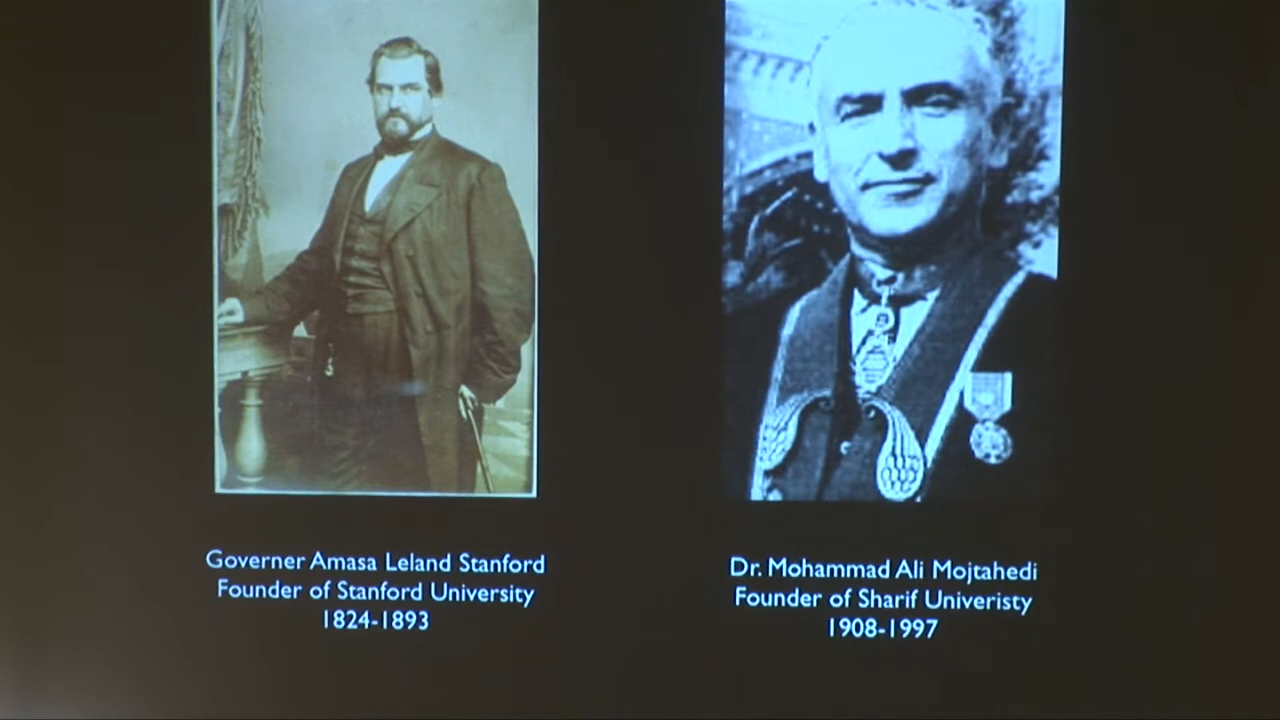 Governer Amasa Leland Stanford
Founder of Stanford University
1824-1893
Dr. Mohammad Ali Mojtahedi
Founder of Sharif Univeristy
1908-1997